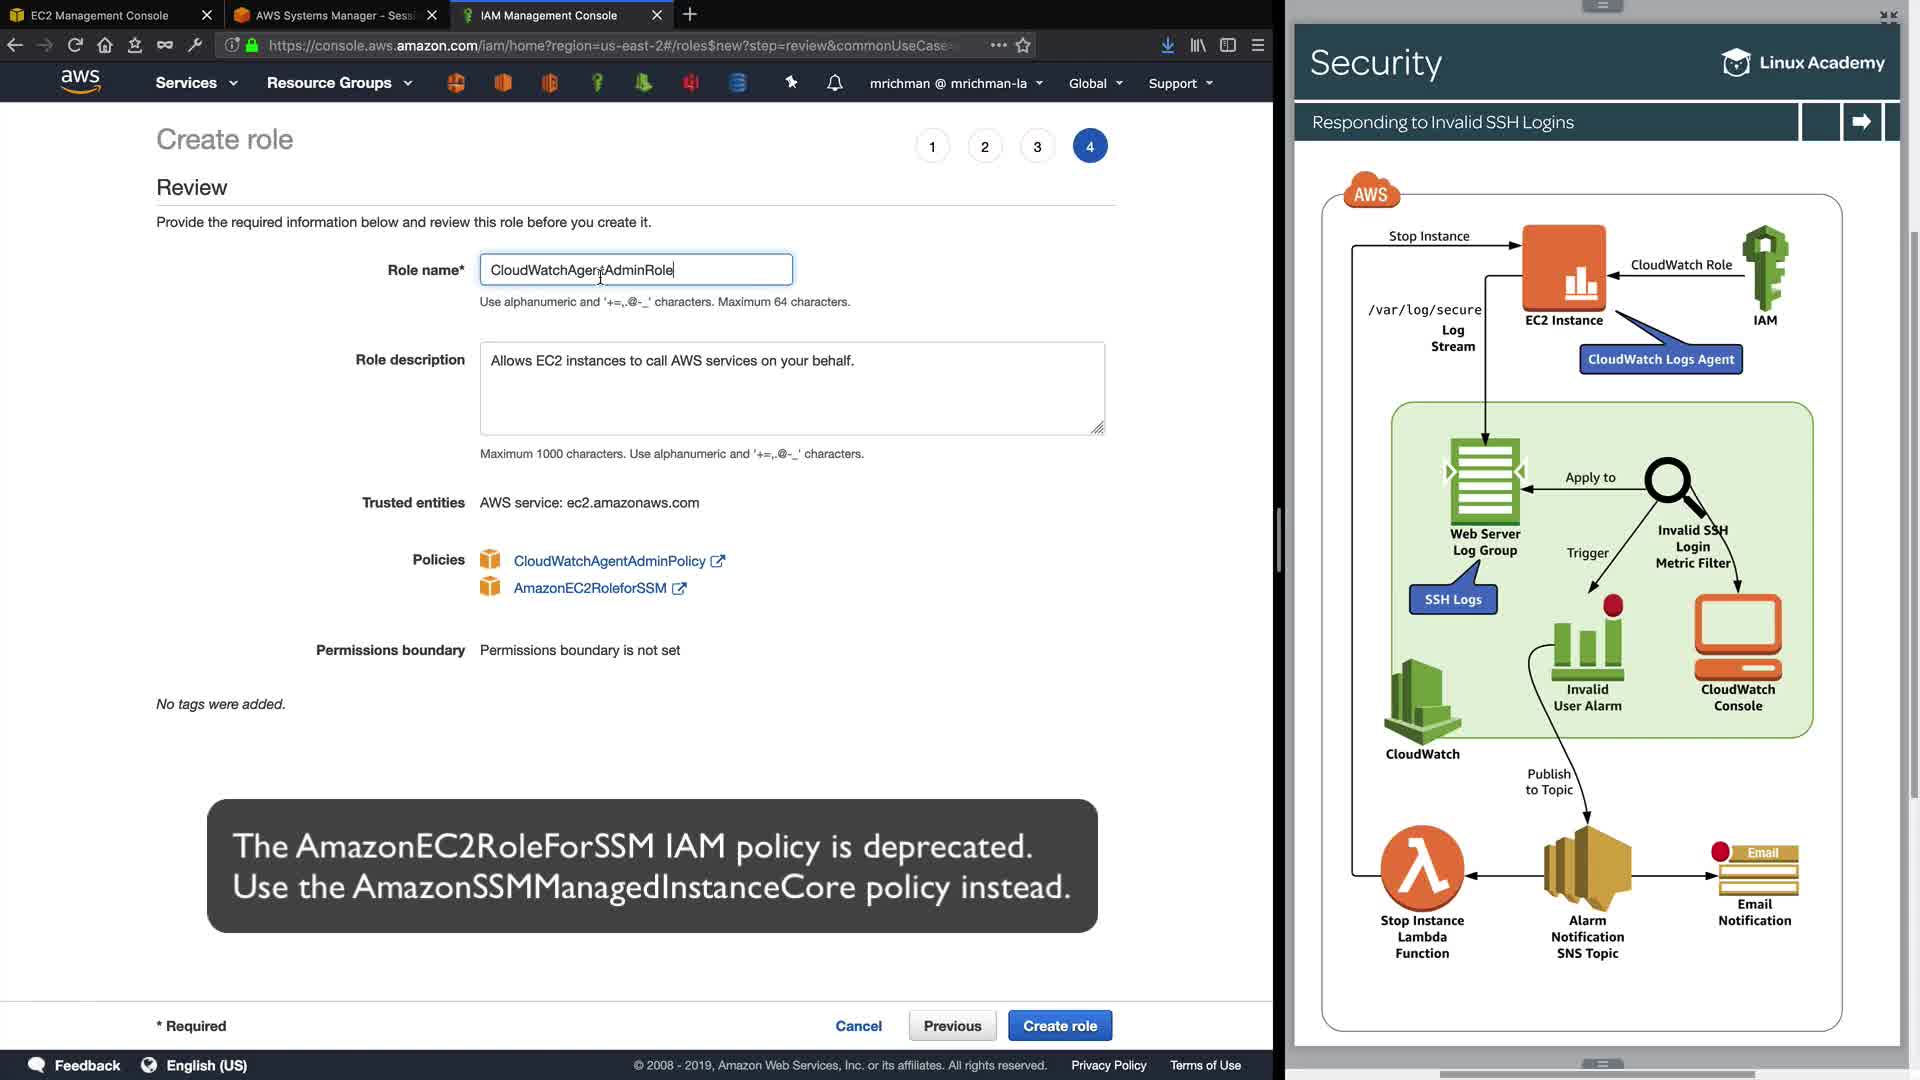 EC2 Management Console
AWS Systems Manager - Sess
IAM Management Console
https://console.aws.amazon.com/iam/home?region=us-east-2#/roles$new?step=review&commonUseCase=
aws
Services
Resource Groups
mrichman @ mrichman-la
Global
Support
Create role
1
2
3
4
Review
Provide the required information below and review this role before you create it.
Role name*
CloudWatchAgentAdminRole
Use alphanumeric and '+=,.@-_' characters. Maximum 64 characters.
Role description
Allows EC2 instances to call AWS services on your behalf.
Maximum 1000 characters. Use alphanumeric and '+=,.@-_' characters.
Trusted entities
AWS service: ec2.amazonaws.com
Policies
CloudWatchAgentAdminPolicy
AmazonEC2RoleforSSM
Permissions boundary
Permissions boundary is not set
No tags were added.
The AmazonEC2RoleForSSM IAM policy is deprecated.
Use the AmazonSSMManagedInstanceCore policy instead.
* Required
Cancel
Previous
Create role
Feedback
English (US)
© 2008 - 2019, Amazon Web Services, Inc. or its affiliates. All rights reserved.
Privacy Policy
Terms of Use
Security
Linux Academy
Responding to Invalid SSH Logins
AWS
Stop Instance
CloudWatch Role
/var/log/secure
Log
Stream
EC2 Instance
IAM
CloudWatch Logs Agent
Apply to
Web Server
Log Group
Invalid SSH
Login
Metric Filter
Trigger
SSH Logs
Invalid
User Alarm
CloudWatch
Console
CloudWatch
Publish
to Topic
Email
Stop Instance
Lambda
Function
Alarm
Notification
SNS Topic
Email
Notification